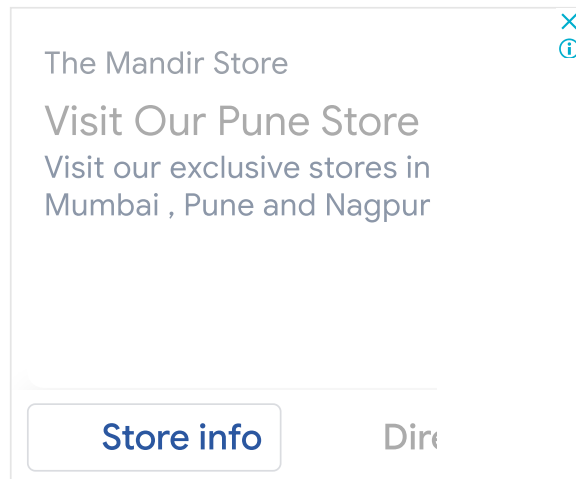 The Mandir Store
Visit Our Pune Store
Visit our exclusive stores in
Mumbai , Pune and Nagpur
Store info